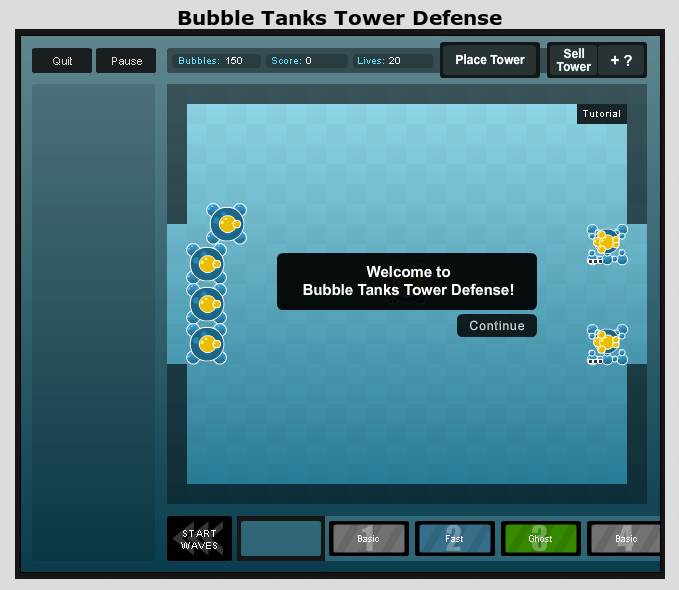 Bubble Tanks Tower Defense
Quit
Pause
Bubbles: 150
Score: 0
Lives: 20
Place Tower
Sell
Tower
+ ?
Tutorial
Welcome to
Bubble Tanks Tower Defense!
Continue
START
WAVES
1
Basic
2
Fast
3
Ghost
4
Basic